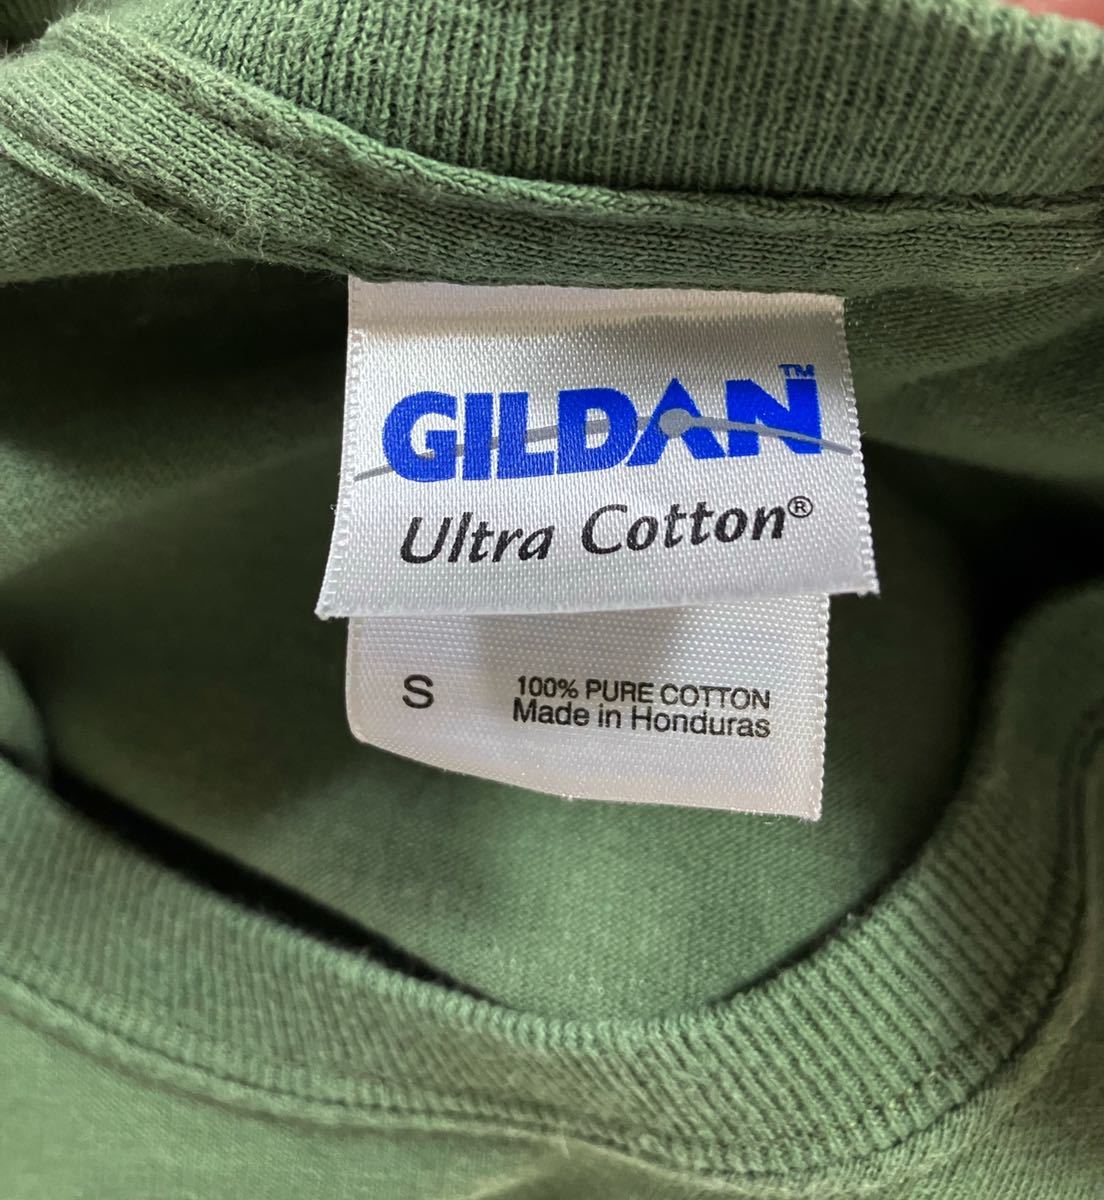 GILDAN™
Ultra Cotton®
S
100% PURE COTTON
Made in Honduras